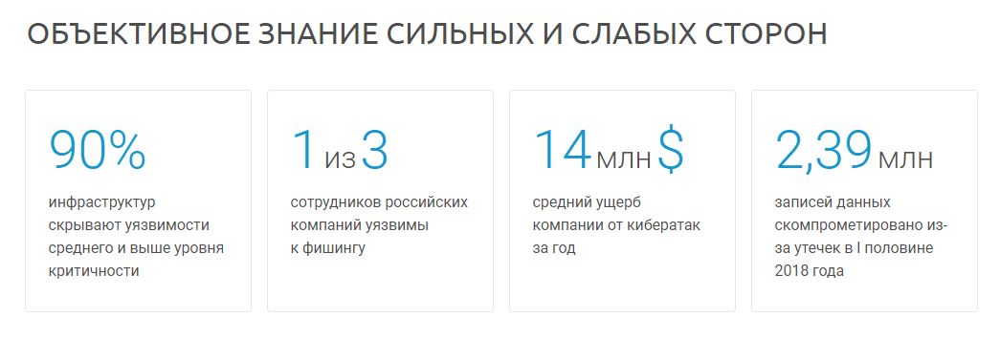 ОБЪЕКТИВНОЕ ЗНАНИЕ СИЛЬНЫХ И СЛАБЫХ СТОРОН
90%
инфраструктур
скрывают уязвимости
среднего и выше уровня
критичности
1 из 3
сотрудников российских
компаний уязвимы
к фишингу
14 млн $
средний ущерб
компании от кибератак
за год
2,39 млн
записей данных
скомпрометировано из-
за утечек в I половине
2018 года